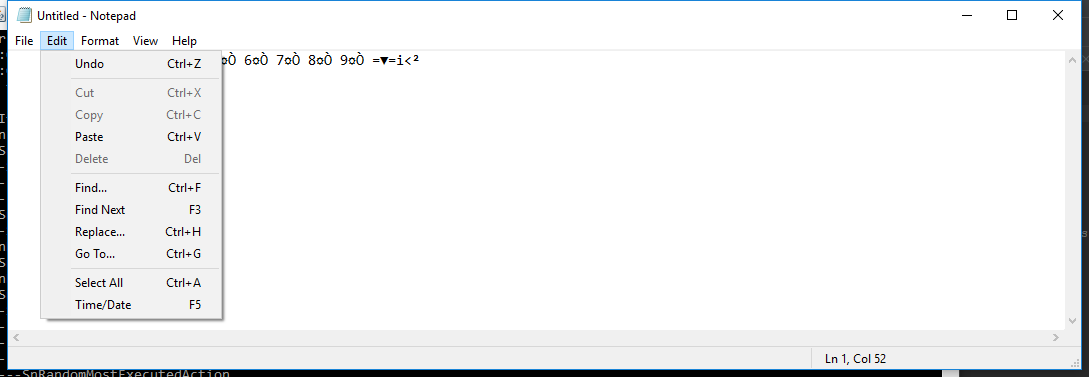 Untitled - Notepad
File Edit Format View Help
¤Ò 6¤Ò 7¤Ò 8¤Ò 9¤Ò =▼=i<²
Undo Ctrl+Z
Cut Ctrl+X
Copy Ctrl+C
Paste Ctrl+V
Delete Del
Find... Ctrl+F
Find Next F3
Replace... Ctrl+H
Go To... Ctrl+G
Select All Ctrl+A
Time/Date F5
Ln 1, Col 52
---SnRandomMostExecutedAction